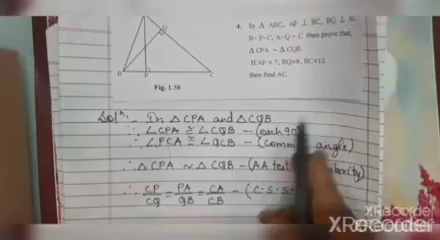 4. In △ ABC, AP ⊥ BC, BQ ⊥ AC
B-P-C, A-Q-C then prove that,
△ CPA ~ △ CQB.
If AP = 7, BQ=8, BC=12
then find AC.
B
P
C
Fig. 1.58
Solⁿ. - In △ CPA and △ CQB
∴ ∠CPA ≅ ∠CQB - (each 90°
∴ ∠PCA ≅ ∠QCB - (common angle)
∴ △CPA ~ △CQB - (AA test
∴ CP/CQ = PA/QB = CA/CB - (C.S.S.
XRecorder
XRecorder